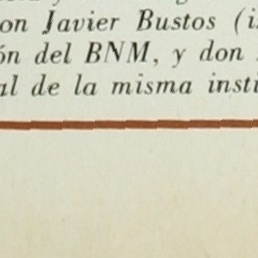 on Javier Bustos (i
ón del BNM, y don
al de la misma insti